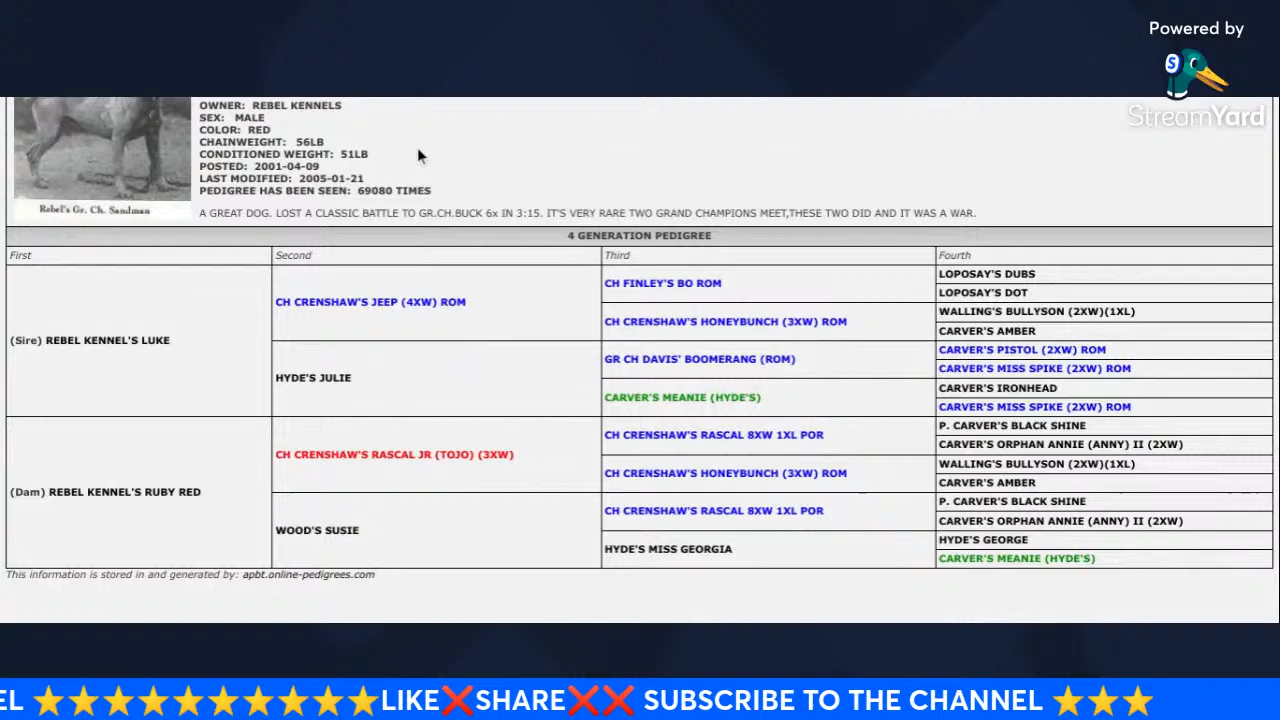 Powered by
StreamYard
OWNER: REBEL KENNELS
SEX: MALE
COLOR: RED
CHAINWEIGHT: 56LB
CONDITIONED WEIGHT: 51LB
POSTED: 2001-04-09
LAST MODIFIED: 2005-01-21
PEDIGREE HAS BEEN SEEN: 69080 TIMES
Rebel's Gr. Ch. Sandman
A GREAT DOG. LOST A CLASSIC BATTLE TO GR.CH.BUCK 6x IN 3:15. IT'S VERY RARE TWO GRAND CHAMPIONS MEET,THESE TWO DID AND IT WAS A WAR.
4 GENERATION PEDIGREE
First Second Third Fourth
(Sire) REBEL KENNEL'S LUKE
CH CRENSHAW'S JEEP (4XW) ROM
CH FINLEY'S BO ROM
LOPOSAY'S DUBS
LOPOSAY'S DOT
CH CRENSHAW'S HONEYBUNCH (3XW) ROM
WALLING'S BULLYSON (2XW)(1XL)
CARVER'S AMBER
HYDE'S JULIE
GR CH DAVIS' BOOMERANG (ROM)
CARVER'S PISTOL (2XW) ROM
CARVER'S MISS SPIKE (2XW) ROM
CARVER'S MEANIE (HYDE'S)
CARVER'S IRONHEAD
CARVER'S MISS SPIKE (2XW) ROM
(Dam) REBEL KENNEL'S RUBY RED
CH CRENSHAW'S RASCAL JR (TOJO) (3XW)
CH CRENSHAW'S RASCAL 8XW 1XL POR
P. CARVER'S BLACK SHINE
CARVER'S ORPHAN ANNIE (ANNY) II (2XW)
CH CRENSHAW'S HONEYBUNCH (3XW) ROM
WALLING'S BULLYSON (2XW)(1XL)
CARVER'S AMBER
WOOD'S SUSIE
CH CRENSHAW'S RASCAL 8XW 1XL POR
P. CARVER'S BLACK SHINE
CARVER'S ORPHAN ANNIE (ANNY) II (2XW)
HYDE'S MISS GEORGIA
HYDE'S GEORGE
CARVER'S MEANIE (HYDE'S)
This information is stored in and generated by: apbt.online-pedigrees.com
EL ⭐⭐⭐⭐⭐⭐⭐⭐⭐⭐⭐LIKE❌SHARE❌❌ SUBSCRIBE TO THE CHANNEL ⭐⭐⭐